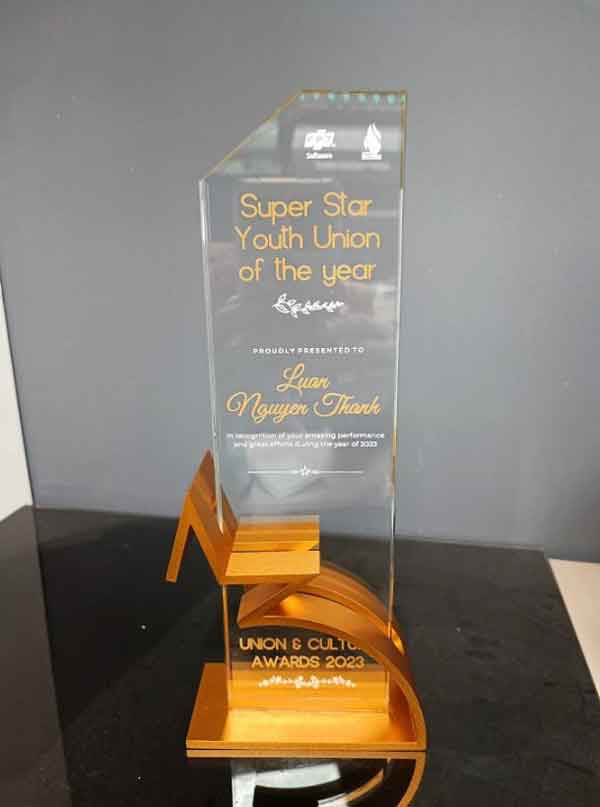 Software
Super Star
Youth Union
of the year
PROUDLY PRESENTED TO
Luan
Nguyen Thanh
In recognition of your amazing performance
and great efforts during the year of 2023
UNION & CULTU
AWARDS 2023